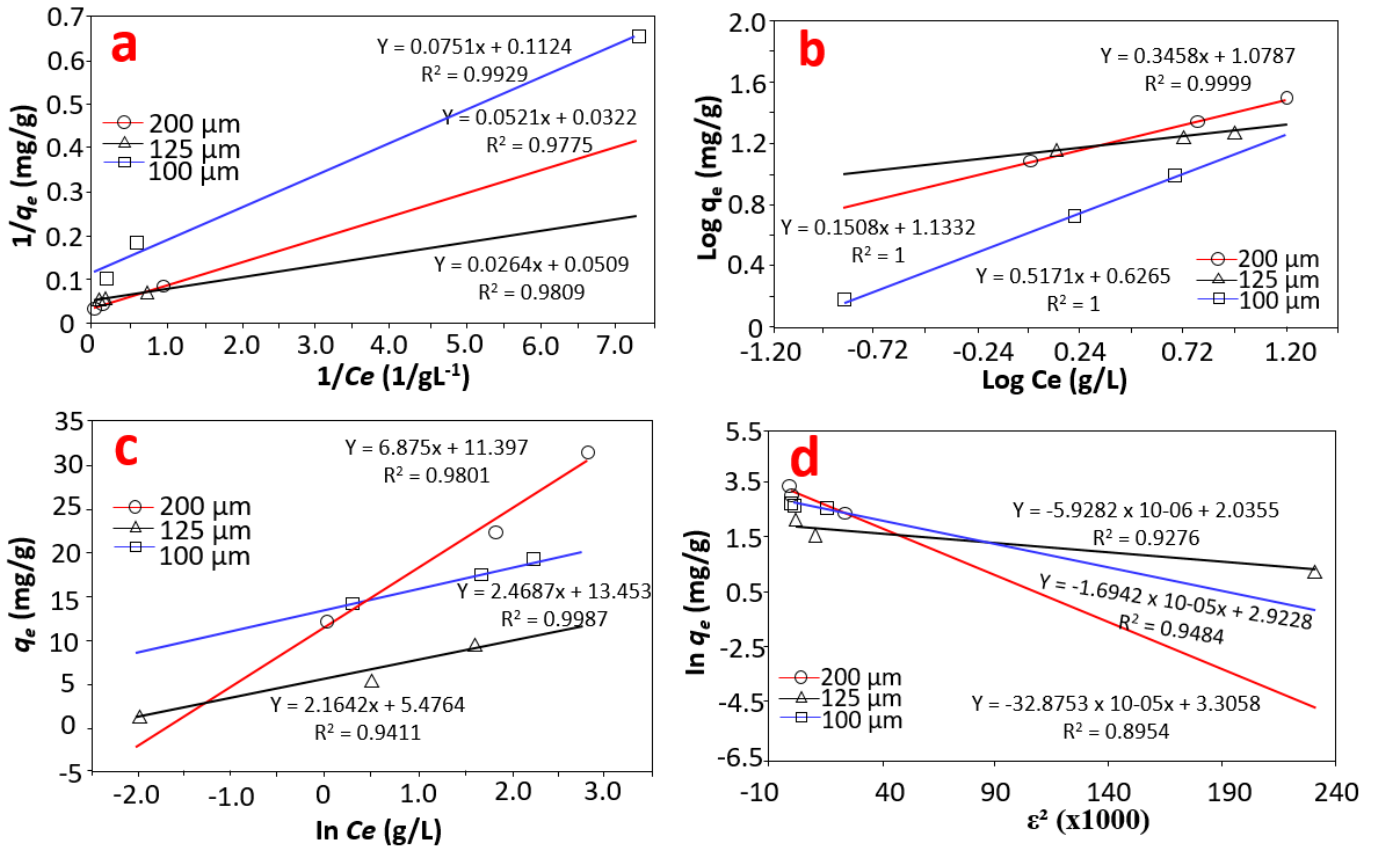 a
0.7
0.6
0.5
0.4
0.3
0.2
0.1
0
1/qe (mg/g)
Y = 0.0751x + 0.1124
R² = 0.9929
Y = 0.0521x + 0.0322
R² = 0.9775
200 µm
125 µm
100 µm
Y = 0.0264x + 0.0509
R² = 0.9809
0 1.0 2.0 3.0 4.0 5.0 6.0 7.0
1/Ce (1/gL⁻¹)
b
2.0
1.6
1.2
0.8
0.4
0
Log qe (mg/g)
Y = 0.3458x + 1.0787
R² = 0.9999
Y = 0.1508x + 1.1332
R² = 1
Y = 0.5171x + 0.6265
R² = 1
200 µm
125 µm
100 µm
-1.20 -0.72 -0.24 0.24 0.72 1.20
Log Ce (g/L)
c
35
30
25
20
15
10
5
0
-5
qe (mg/g)
Y = 6.875x + 11.397
R² = 0.9801
200 µm
125 µm
100 µm
Y = 2.4687x + 13.453
R² = 0.9987
Y = 2.1642x + 5.4764
R² = 0.9411
-2.0 -1.0 0 1.0 2.0 3.0
ln Ce (g/L)
d
5.5
3.5
1.5
0.5
-2.5
-4.5
-6.5
ln qe (mg/g)
Y = -5.9282 x 10-06 + 2.0355
R² = 0.9276
Y = -1.6942 x 10-05x + 2.9228
R² = 0.9484
200 µm
125 µm
100 µm
Y = -32.8753 x 10-05x + 3.3058
R² = 0.8954
-10 40 90 140 190 240
ε² (x1000)